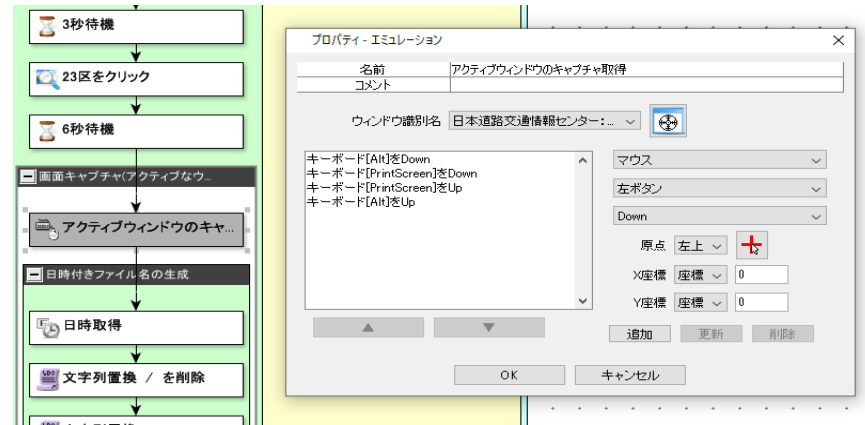 3秒待機
23区をクリック
6秒待機
画面キャプチャ(アクティブなウ...
アクティブウィンドウのキャ...
日時付きファイル名の生成
日時取得
文字列置換 / を削除
プロパティ - エミュレーション
名前 アクティブウィンドウのキャプチャ取得
コメント
ウィンドウ識別名 日本道路交通情報センター:...
キーボード[Alt]をDown
キーボード[PrintScreen]をDown
キーボード[PrintScreen]をUp
キーボード[Alt]をUp
マウス
左ボタン
Down
原点 左上
X座標 座標 0
Y座標 座標 0
追加 更新 削除
OK キャンセル